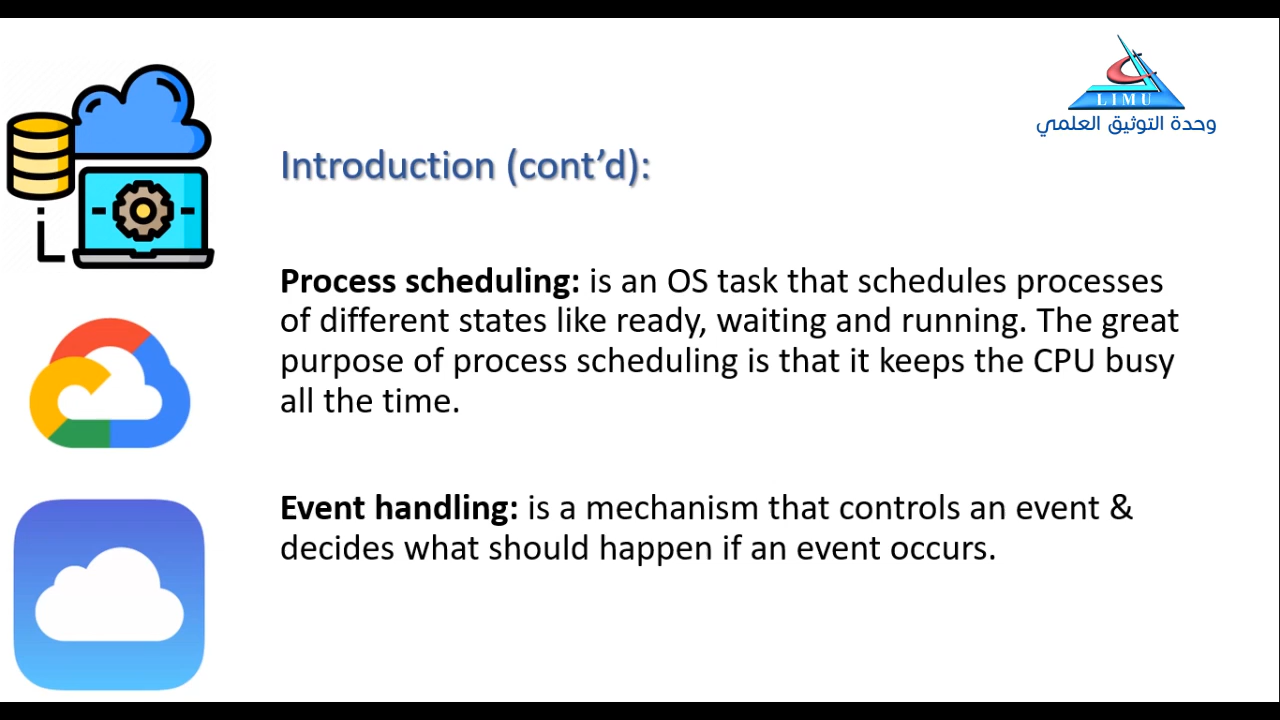 LIMU
وحدة التوثيق العلمي
Introduction (cont’d):
Process scheduling: is an OS task that schedules processes
of different states like ready, waiting and running. The great
purpose of process scheduling is that it keeps the CPU busy
all the time.
Event handling: is a mechanism that controls an event &
decides what should happen if an event occurs.